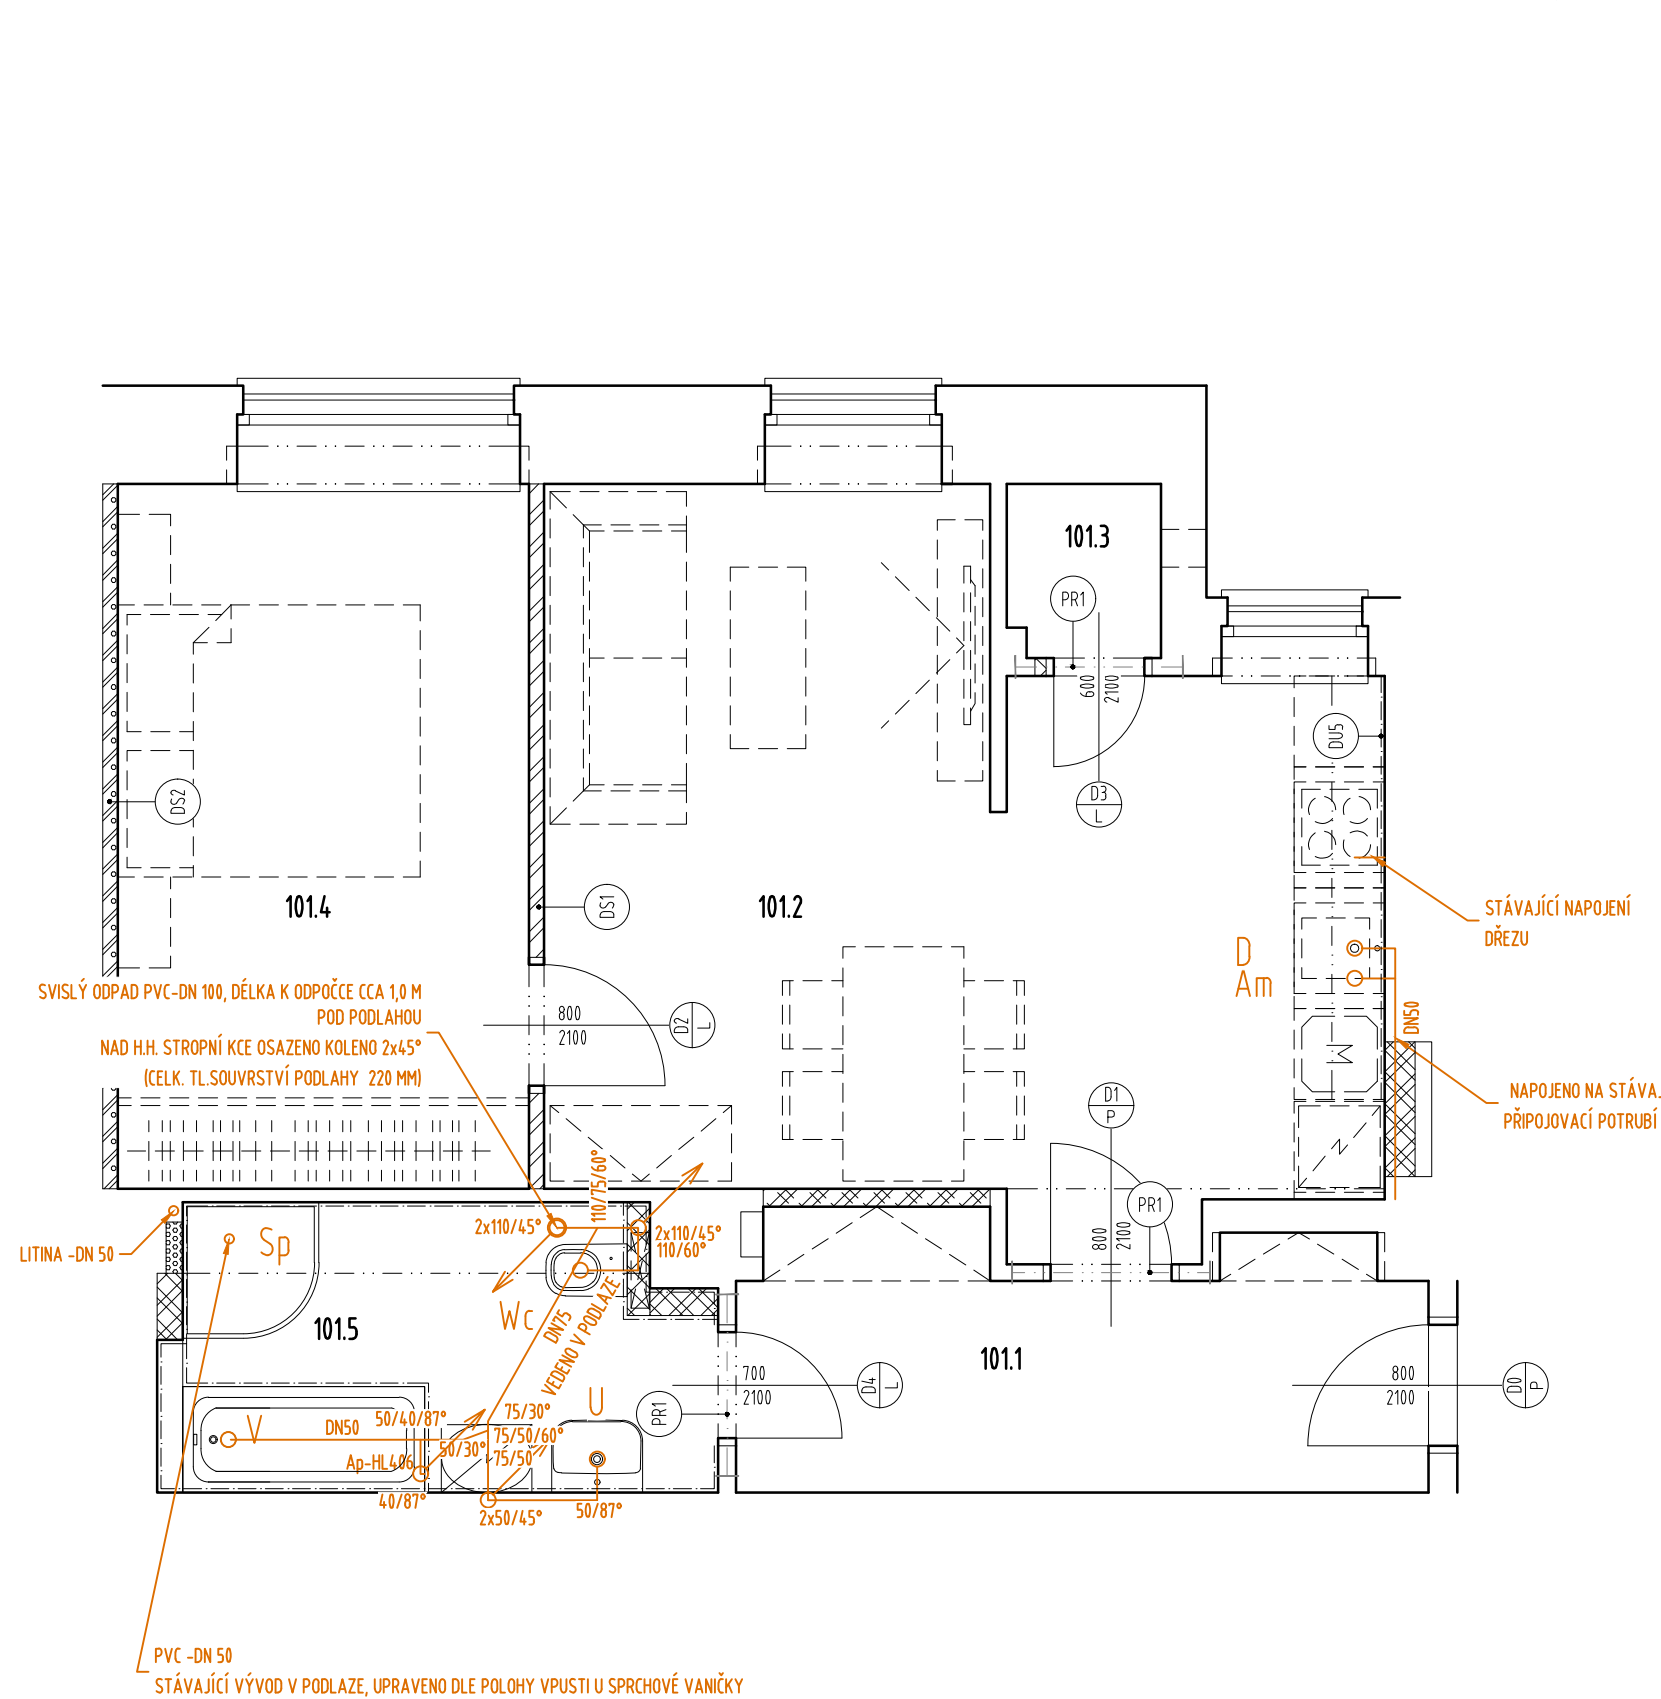 101.3
PR1
600
2100
DU5
DS2
D3
L
101.4
DS1
101.2
STÁVAJÍCÍ NAPOJENÍ
DŘEZU
D
Am
SVISLÝ ODPAD PVC-DN 100, DÉLKA K ODPOČCE CCA 1,0 M
POD PODLAHOU
NAD H.H. STROPNÍ KCE OSAZENO KOLENO 2x45°
(CELK. TL.SOUVRSTVÍ PODLAHY 220 MM)
800
2100
D2
L
DN50
M
NAPOJENO NA STÁVA.
PŘIPOJOVACÍ POTRUBÍ
D1
P
N
110/75/60°
PR1
800
2100
2x110/45°
2x110/45°
110/60°
LITINA -DN 50
Sp
Wc
DN75
VEDENO V PODLAZE
101.5
101.1
700
2100
D4
L
800
2100
D0
P
PR1
U
V
DN50
50/40/87°
75/30°
75/50/60°
50/30°
75/50
Ap-HL406
40/87°
2x50/45°
50/87°
PVC -DN 50
STÁVAJÍCÍ VÝVOD V PODLAZE, UPRAVENO DLE POLOHY VPUSTI U SPRCHOVÉ VANIČKY